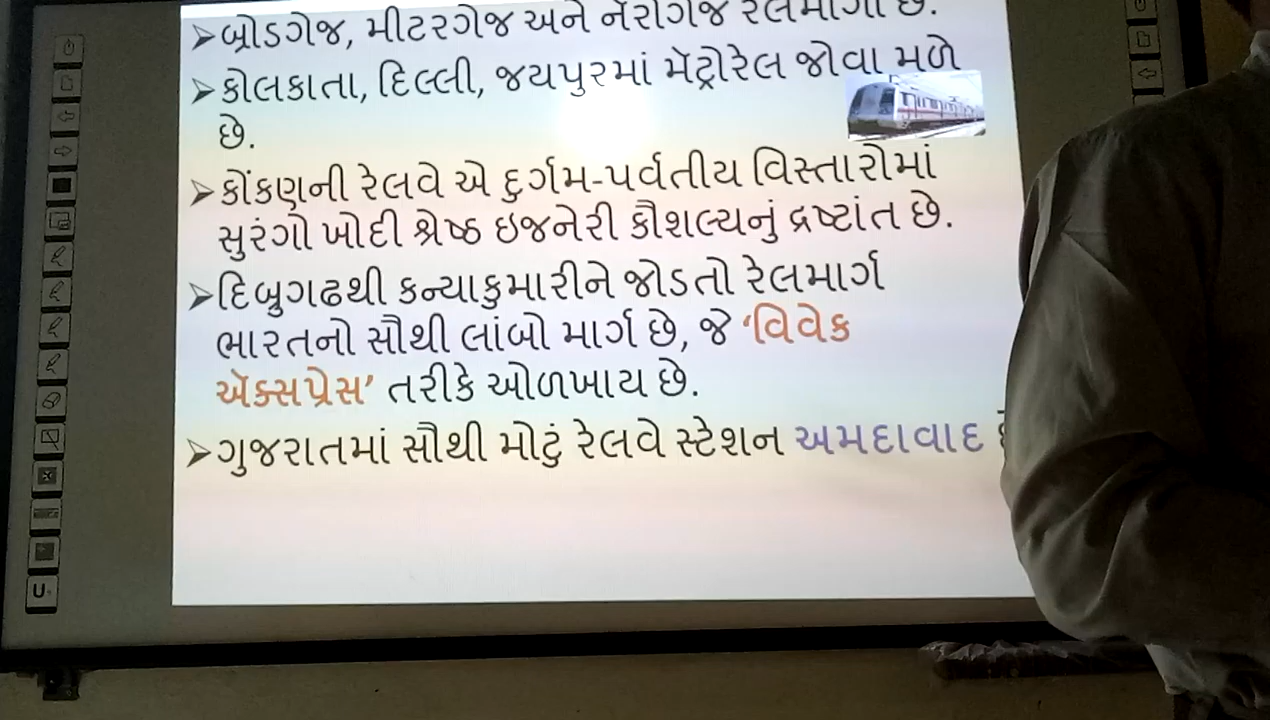 ➢બ્રોડગેજ, મીટરગેજ અને નૅરોગેજ રેલમાર્ગો છે.
➢કોલકાતા, દિલ્લી, જયપુરમાં મૅટ્રોરેલ જોવા મળે
છે.
➢કોંકણની રેલવે એ દુર્ગમ-પર્વતીય વિસ્તારોમાં
સુરંગો ખોદી શ્રેષ્ઠ ઇજનેરી કૌશલ્યનું દ્રષ્ટાંત છે.
➢દિબ્રુગઢથી કન્યાકુમારીને જોડતો રેલમાર્ગ
ભારતનો સૌથી લાંબો માર્ગ છે, જે ‘વિવેક
ઍક્સપ્રેસ’ તરીકે ઓળખાય છે.
➢ગુજરાતમાં સૌથી મોટું રેલવે સ્ટેશન અમદાવાદ